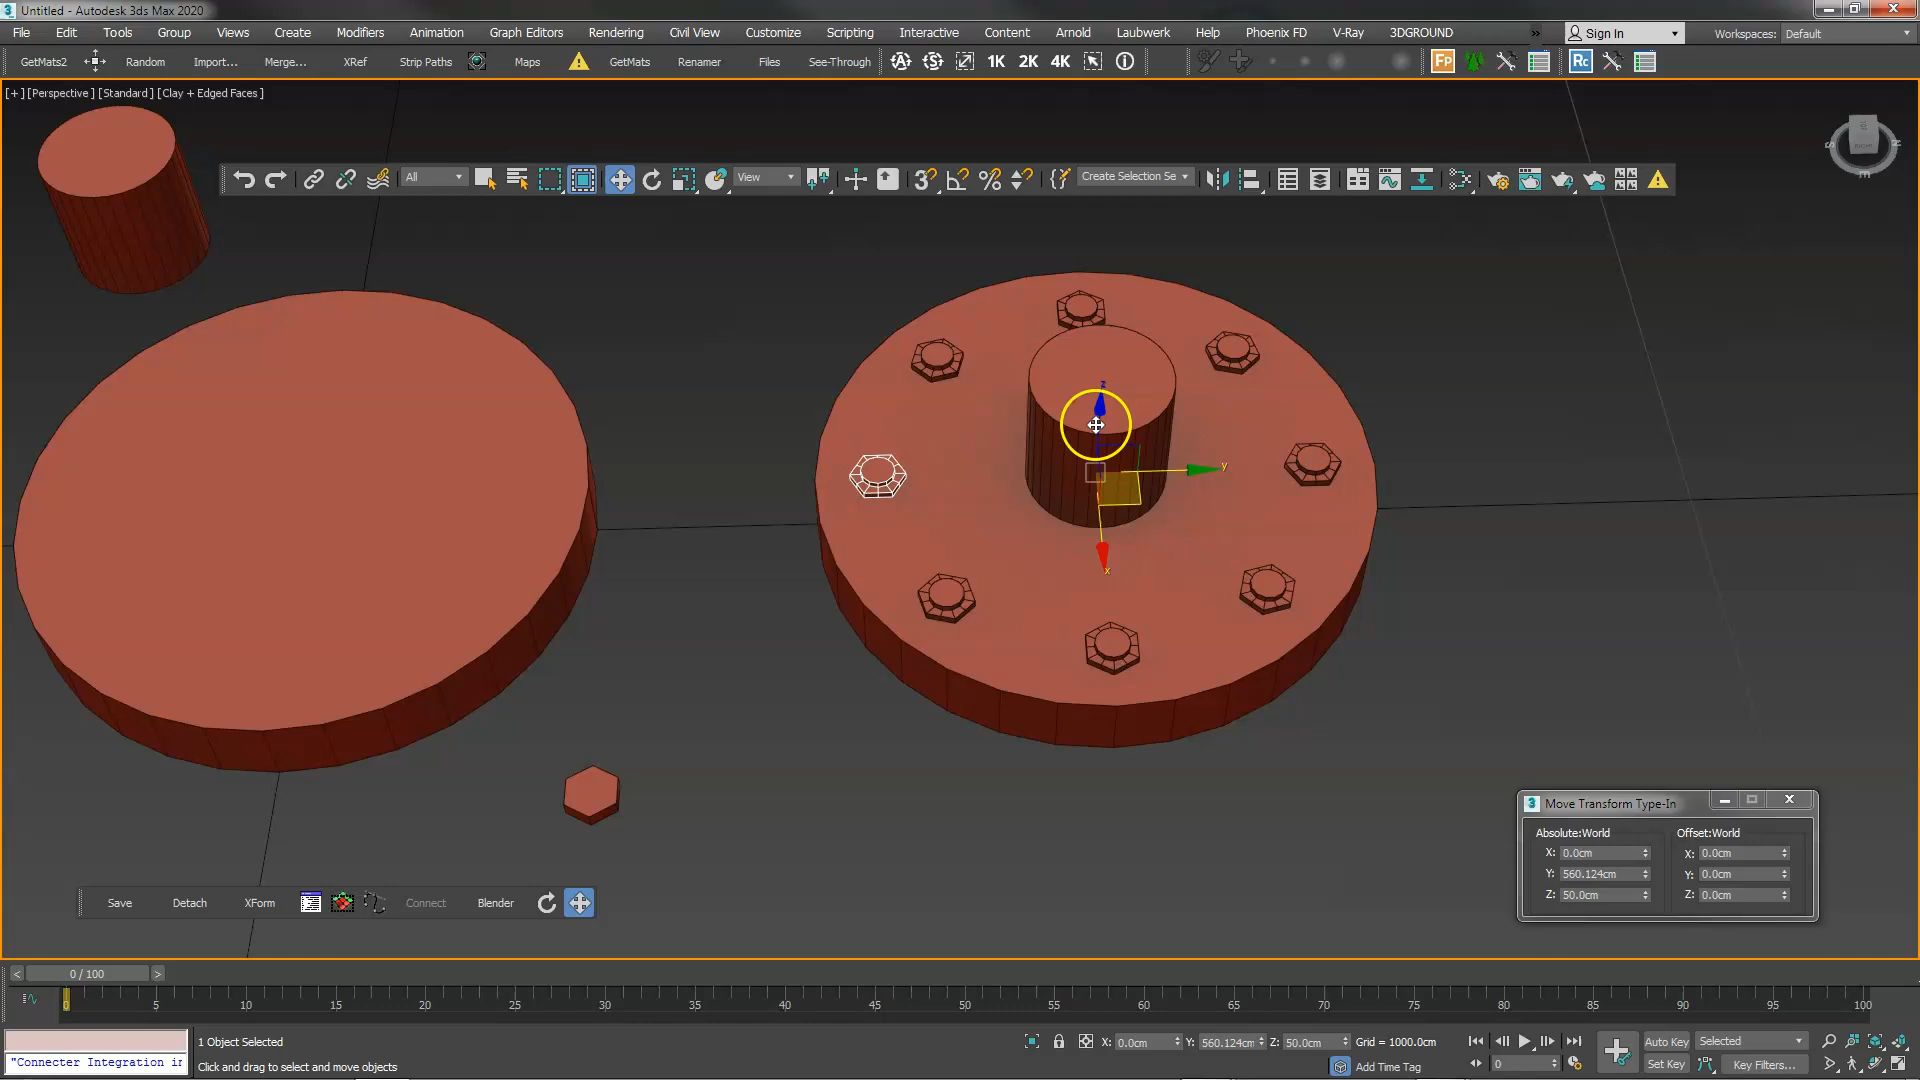 Untitled - Autodesk 3ds Max 2020
File Edit Tools Group Views Create Modifiers Animation Graph Editors Rendering Civil View Customize Scripting Interactive Content Arnold Laubwerk Help Phoenix FD V-Ray 3DGROUND » Sign In Workspaces: Default
GetMats2 Random Import... Merge... XRef Strip Paths Maps GetMats Renamer Files See-Through 1K 2K 4K Fp Rc
[+] [Perspective ] [Standard ] [Clay + Edged Faces ]
All View Create Selection Se
z
y
x
Move Transform Type-In
Absolute:World Offset:World
X: 0.0cm X: 0.0cm
Y: 560.124cm Y: 0.0cm
Z: 50.0cm Z: 0.0cm
Save Detach XForm Connect Blender
< 0 / 100 >
0 5 10 15 20 25 30 35 40 45 50 55 60 65 70 75 80 85 90 95 100
1 Object Selected X: 0.0cm Y: 560.124cm Z: 50.0cm Grid = 1000.0cm Auto Key Selected
"Connecter Integration ir Click and drag to select and move objects Add Time Tag 0 Set Key Key Filters...